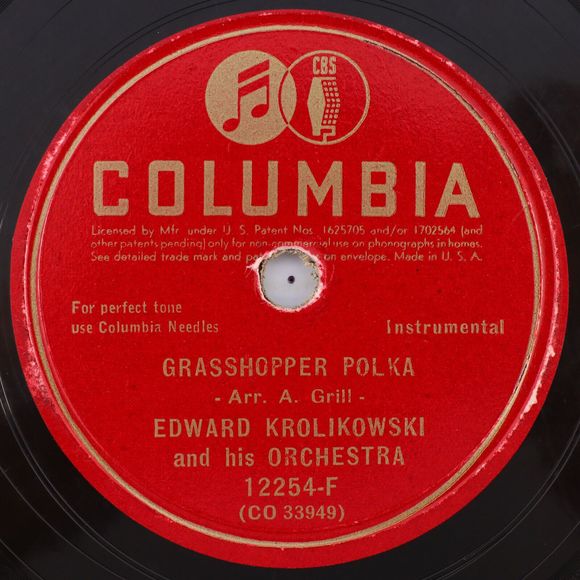 CBS
COLUMBIA
Licensed by Mfr. under U. S. Patent Nos. 1625705 and/or 1702564 (and
other patents pending) only for non-commercial use on phonographs in homes.
See detailed trade mark and on envelope. Made in U. S. A.
For perfect tone
use Columbia Needles
Instrumental
GRASSHOPPER POLKA
- Arr. A. Grill -
EDWARD KROLIKOWSKI
and his ORCHESTRA
12254-F
(CO 33949)